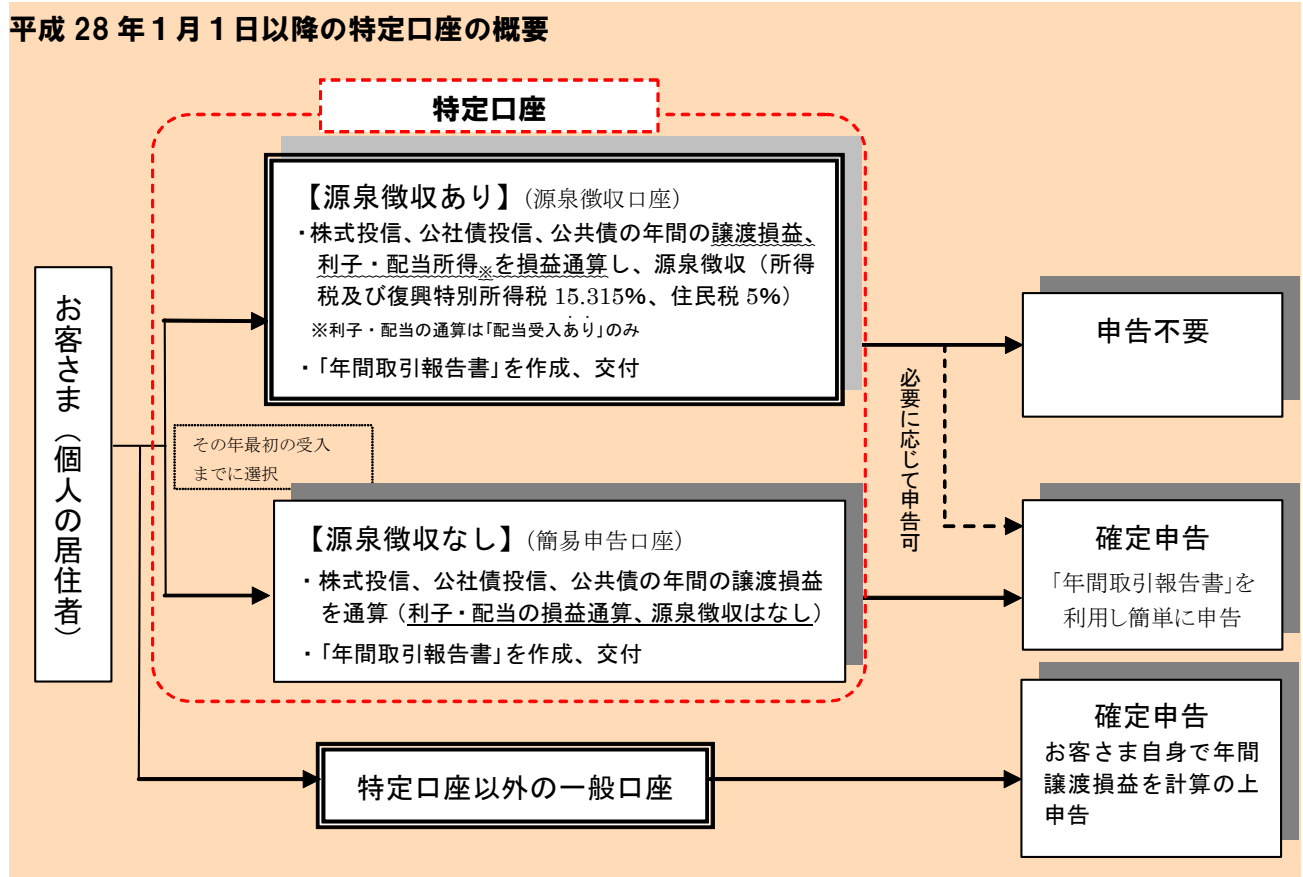 平成 28 年１月１日以降の特定口座の概要
特定口座
【源泉徴収あり】（源泉徴収口座）
・株式投信、公社債投信、公共債の年間の譲渡損益、
利子・配当所得※を損益通算し、源泉徴収（所得
税及び復興特別所得税 15.315%、住民税 5%）
※利子・配当の通算は「配当受入あり」のみ
・「年間取引報告書」を作成、交付
お客さま（個人の居住者）
その年最初の受入
までに選択
【源泉徴収なし】（簡易申告口座）
・株式投信、公社債投信、公共債の年間の譲渡損益
を通算（利子・配当の損益通算、源泉徴収はなし）
・「年間取引報告書」を作成、交付
特定口座以外の一般口座
必要に応じて申告可
申告不要
確定申告
「年間取引報告書」を
利用し簡単に申告
確定申告
お客さま自身で年間
譲渡損益を計算の上
申告